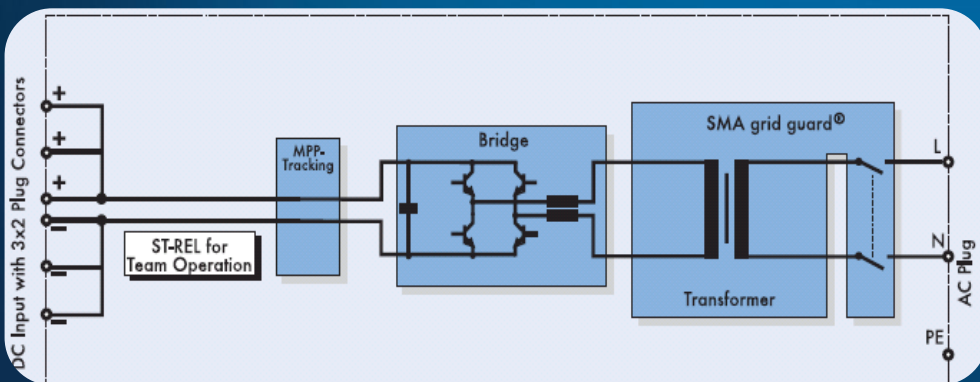 DC Input with 3x2 Plug Connectors
+
+
+
−
−
−
ST-REL for
Team Operation
MPP-
Tracking
Bridge
SMA grid guard®
Transformer
L
N
PE
AC Plug